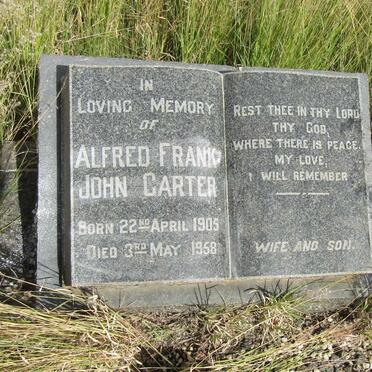 IN
LOVING MEMORY
OF
ALFRED FRANK
JOHN CARTER
BORN 22ND APRIL 1905
DIED 3RD MAY 1958
REST THEE IN THY LORD
THY GOD,
WHERE THERE IS PEACE.
MY LOVE,
I WILL REMEMBER
WIFE AND SON.